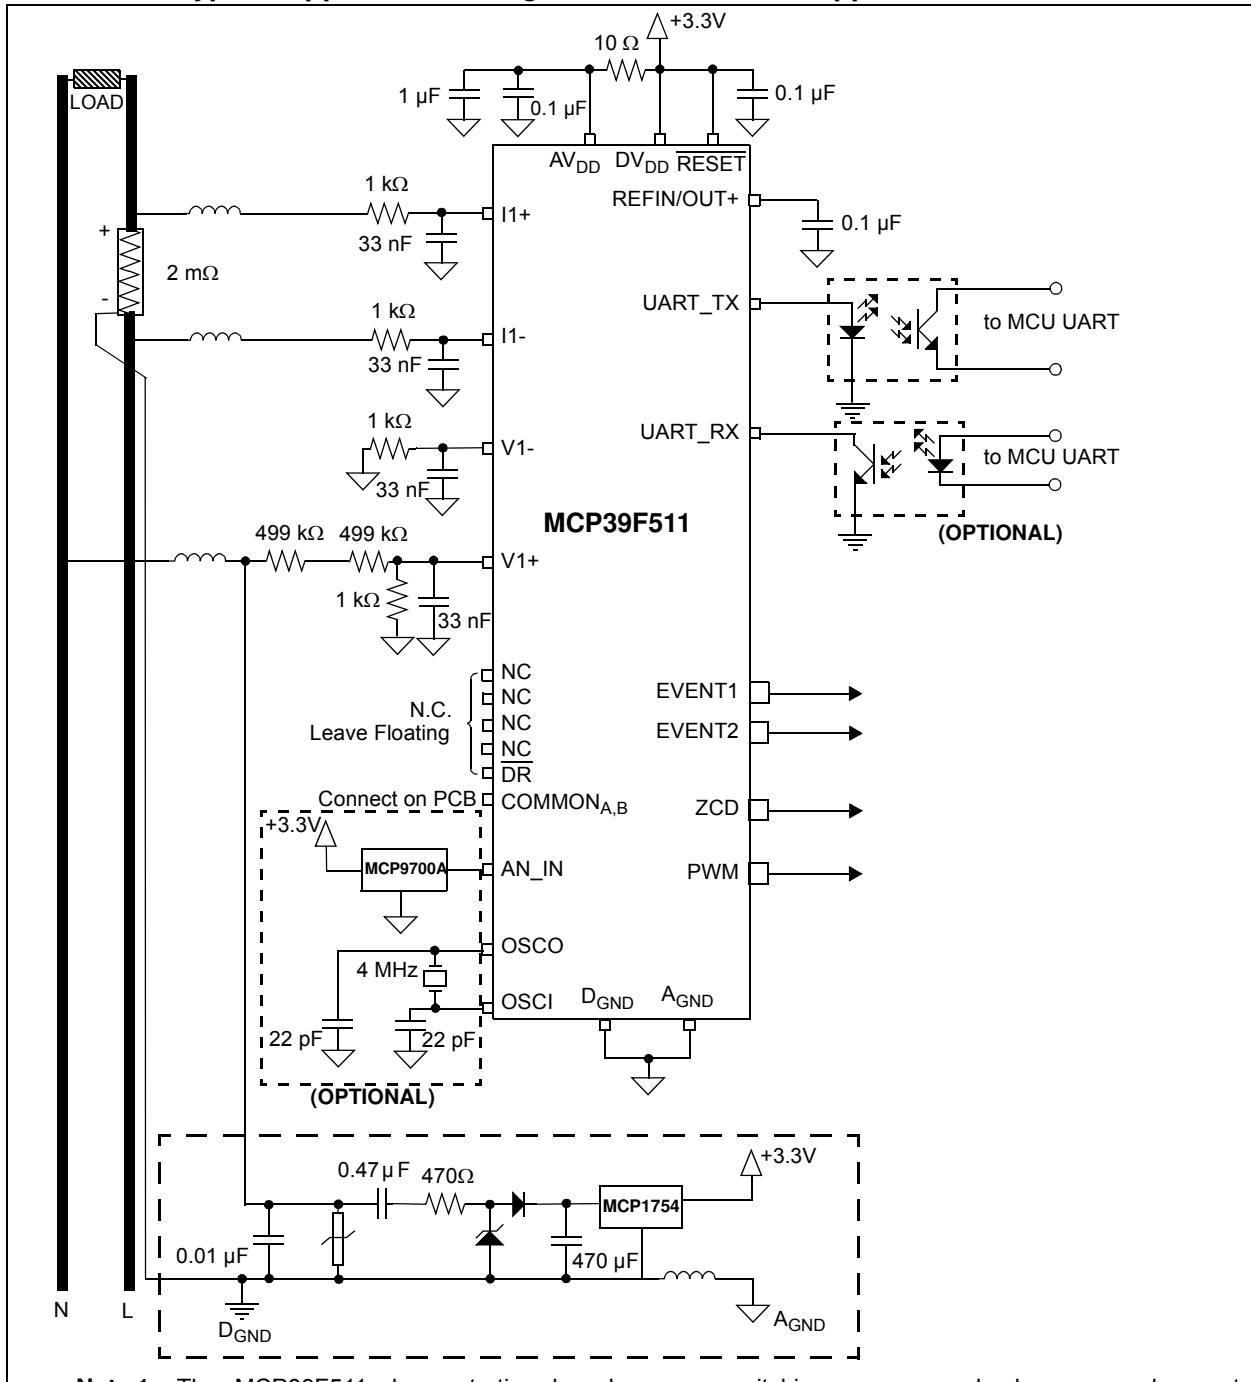 +3.3V
10 Ω
LOAD
1 µF
0.1 µF
0.1 µF
AVDD
DVDD
RESET
REFIN/OUT+
0.1 µF
1 kΩ
I1+
33 nF
+
2 mΩ
-
UART_TX
to MCU UART
1 kΩ
I1-
33 nF
1 kΩ
V1-
33 nF
UART_RX
to MCU UART
(OPTIONAL)
MCP39F511
499 kΩ
499 kΩ
V1+
1 kΩ
33 nF
NC
NC
NC
NC
DR
N.C.
Leave Floating
EVENT1
EVENT2
Connect on PCB
COMMONA,B
ZCD
+3.3V
MCP9700A
AN_IN
PWM
OSCO
4 MHz
OSCI
DGND
AGND
22 pF
22 pF
(OPTIONAL)
0.47µ F
470Ω
+3.3V
MCP1754
0.01 µF
470 µF
N
L
DGND
AGND